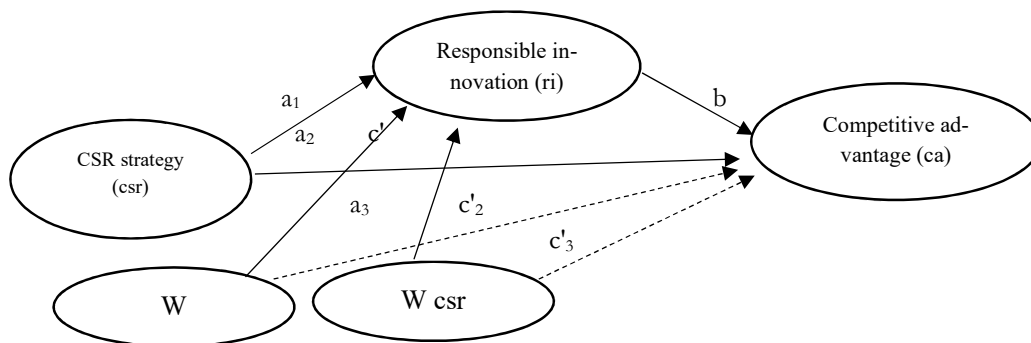 Responsible in-
novation (ri)
a₁
b
a₂
c'
Competitive ad-
vantage (ca)
CSR strategy
(csr)
a₃
c'₂
c'₃
W
W csr